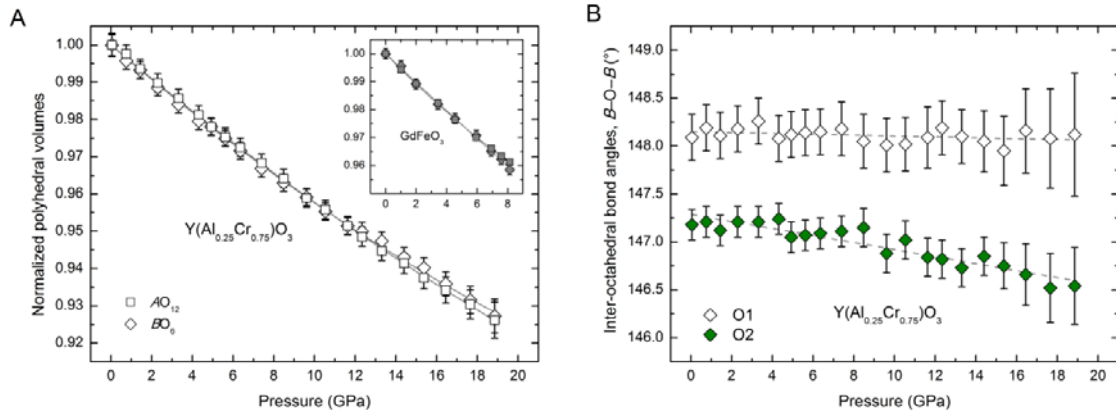 A
Normalized polyhedral volumes
1.00
0.99
0.98
0.97
0.96
0.95
0.94
0.93
0.92
0 2 4 6 8 10 12 14 16 18 20
Pressure (GPa)
Y(Al0.25Cr0.75)O3
AO12
BO6
1.00
0.99
0.98
0.97
0.96
0 1 2 3 4 5 6 7 8
GdFeO3
B
Inter-octahedral bond angles, B–O–B (°)
149.0
148.5
148.0
147.5
147.0
146.5
146.0
0 2 4 6 8 10 12 14 16 18 20
Pressure (GPa)
O1
O2
Y(Al0.25Cr0.75)O3